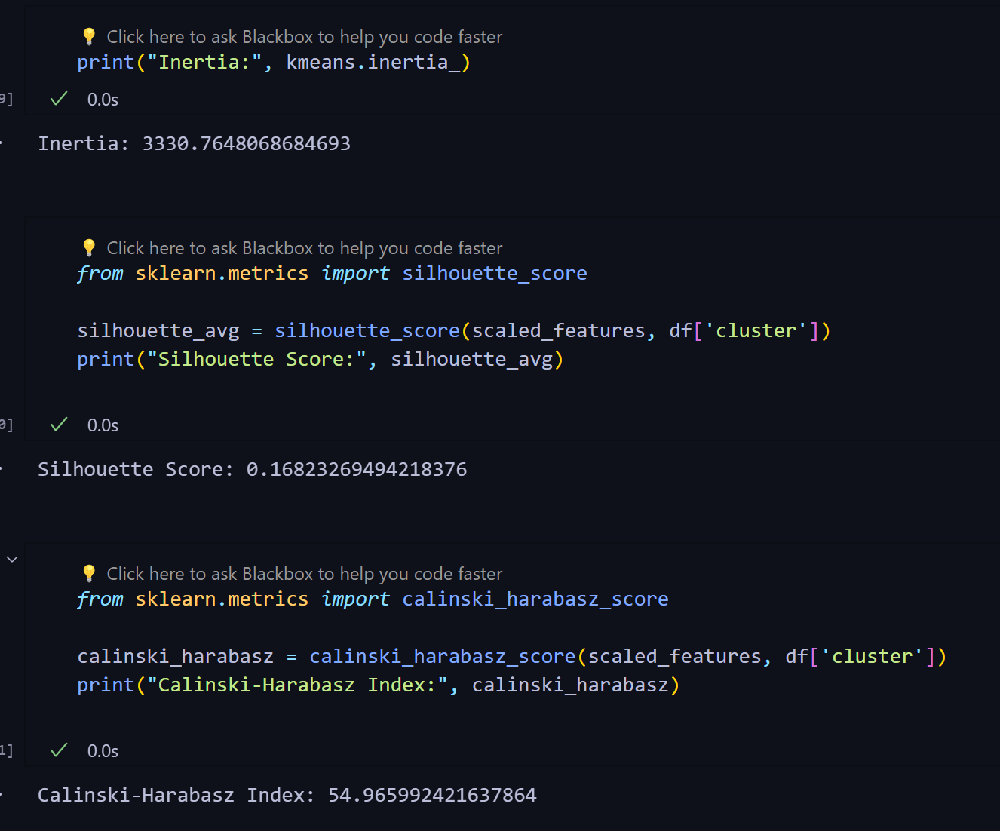 Click here to ask Blackbox to help you code faster
print("Inertia:", kmeans.inertia_)
9]
0.0s
Inertia: 3330.7648068684693
Click here to ask Blackbox to help you code faster
from sklearn.metrics import silhouette_score
silhouette_avg = silhouette_score(scaled_features, df['cluster'])
print("Silhouette Score:", silhouette_avg)
0]
0.0s
Silhouette Score: 0.16823269494218376
Click here to ask Blackbox to help you code faster
from sklearn.metrics import calinski_harabasz_score
calinski_harabasz = calinski_harabasz_score(scaled_features, df['cluster'])
print("Calinski-Harabasz Index:", calinski_harabasz)
1]
0.0s
Calinski-Harabasz Index: 54.965992421637864